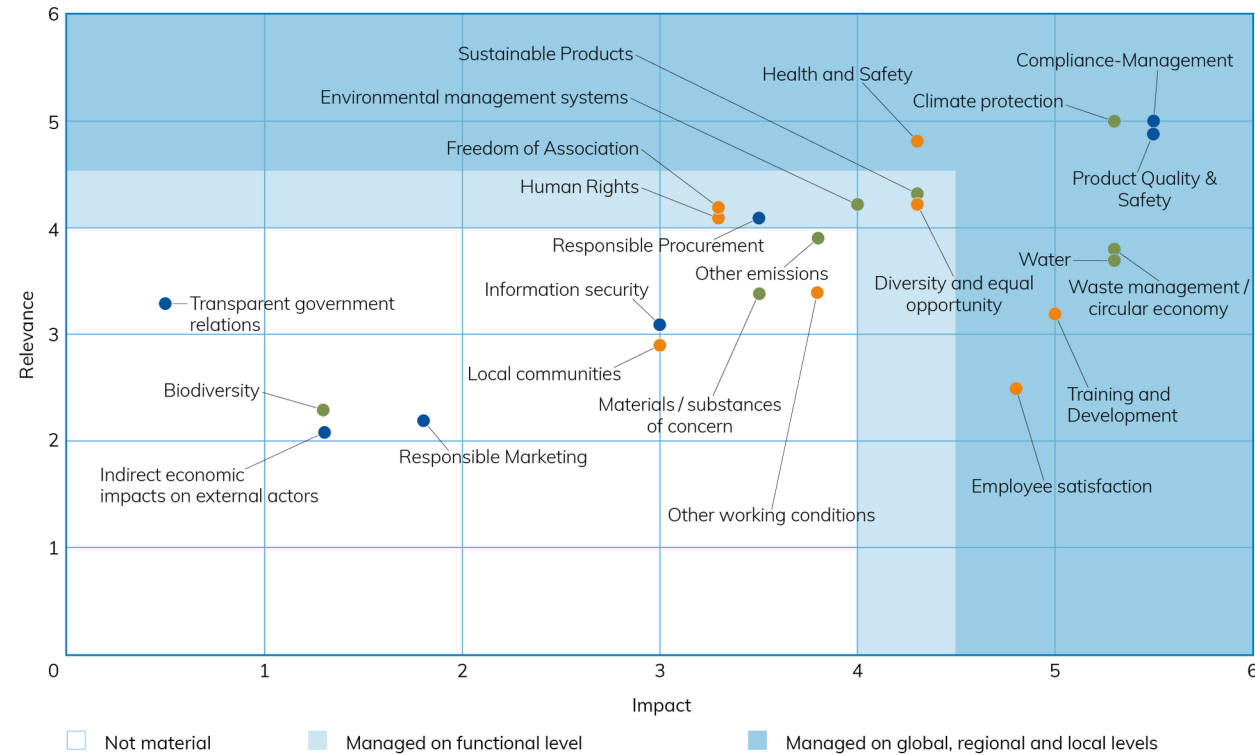 6
Sustainable Products
Health and Safety
Compliance-Management
Environmental management systems
Climate protection
5
Freedom of Association
Human Rights
Product Quality &
Safety
4
Responsible Procurement
Other emissions
Water
Information security
Diversity and equal
opportunity
Waste management /
circular economy
Transparent government
relations
3
Relevance
Local communities
Biodiversity
Materials / substances
of concern
Training and
Development
2
Responsible Marketing
Indirect economic
impacts on external actors
Employee satisfaction
Other working conditions
1
0
1
2
3
4
5
6
Impact
Not material
Managed on functional level
Managed on global, regional and local levels